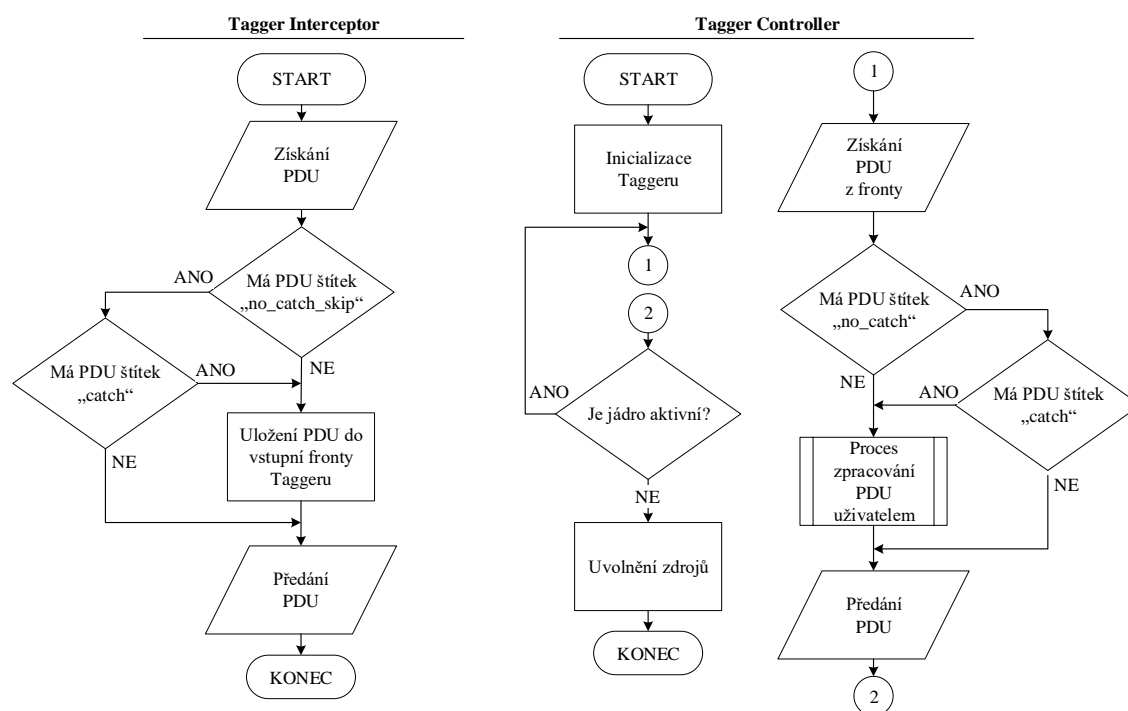 Tagger Interceptor
START
Získání
PDU
Má PDU štítek
„no_catch_skip“
ANO
NE
Má PDU štítek
„catch“
ANO
NE
Uložení PDU do
vstupní fronty
Taggeru
Předání
PDU
KONEC
Tagger Controller
START
Inicializace
Taggeru
1
2
Je jádro aktivní?
ANO
NE
Uvolnění zdrojů
KONEC
1
Získání
PDU
z fronty
Má PDU štítek
„no_catch“
ANO
NE
Má PDU štítek
„catch“
ANO
NE
Proces
zpracování
PDU
uživatelem
Předání
PDU
2